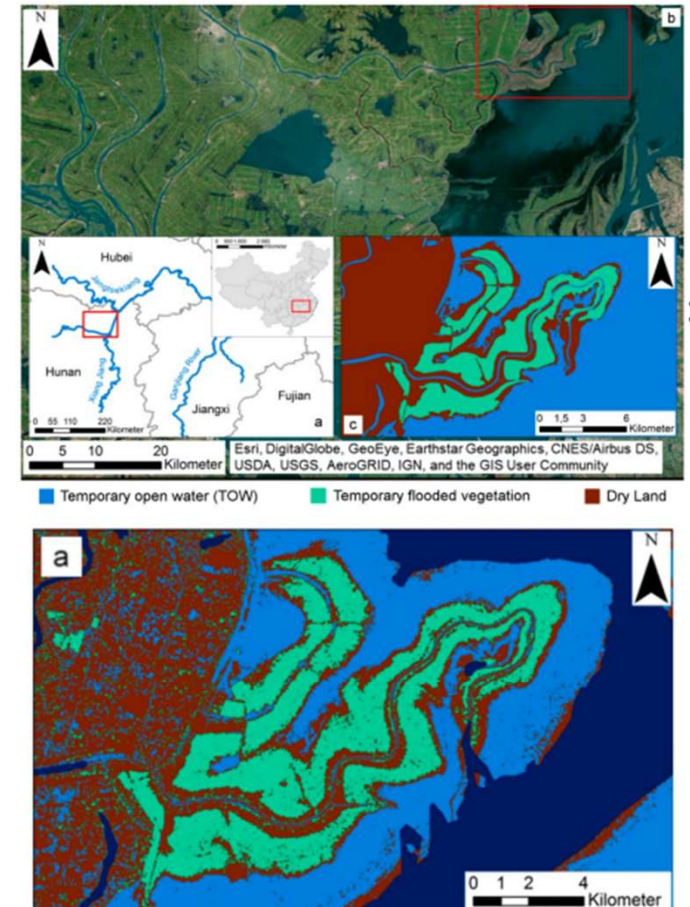 N
b
N
Hubei
Jangtsekiang
Hunan
Xiang Jiang
Ganjiang River
Jiangxi
Fujian
0 55 110 220
Kilometer
a
Kilometer
N
c
0 1,5 3 6
Kilometer
0 5 10 20
Kilometer
Esri, DigitalGlobe, GeoEye, Earthstar Geographics, CNES/Airbus DS,
USDA, USGS, AeroGRID, IGN, and the GIS User Community
Temporary open water (TOW) Temporary flooded vegetation Dry Land
a
N
0 1 2 4
Kilometer